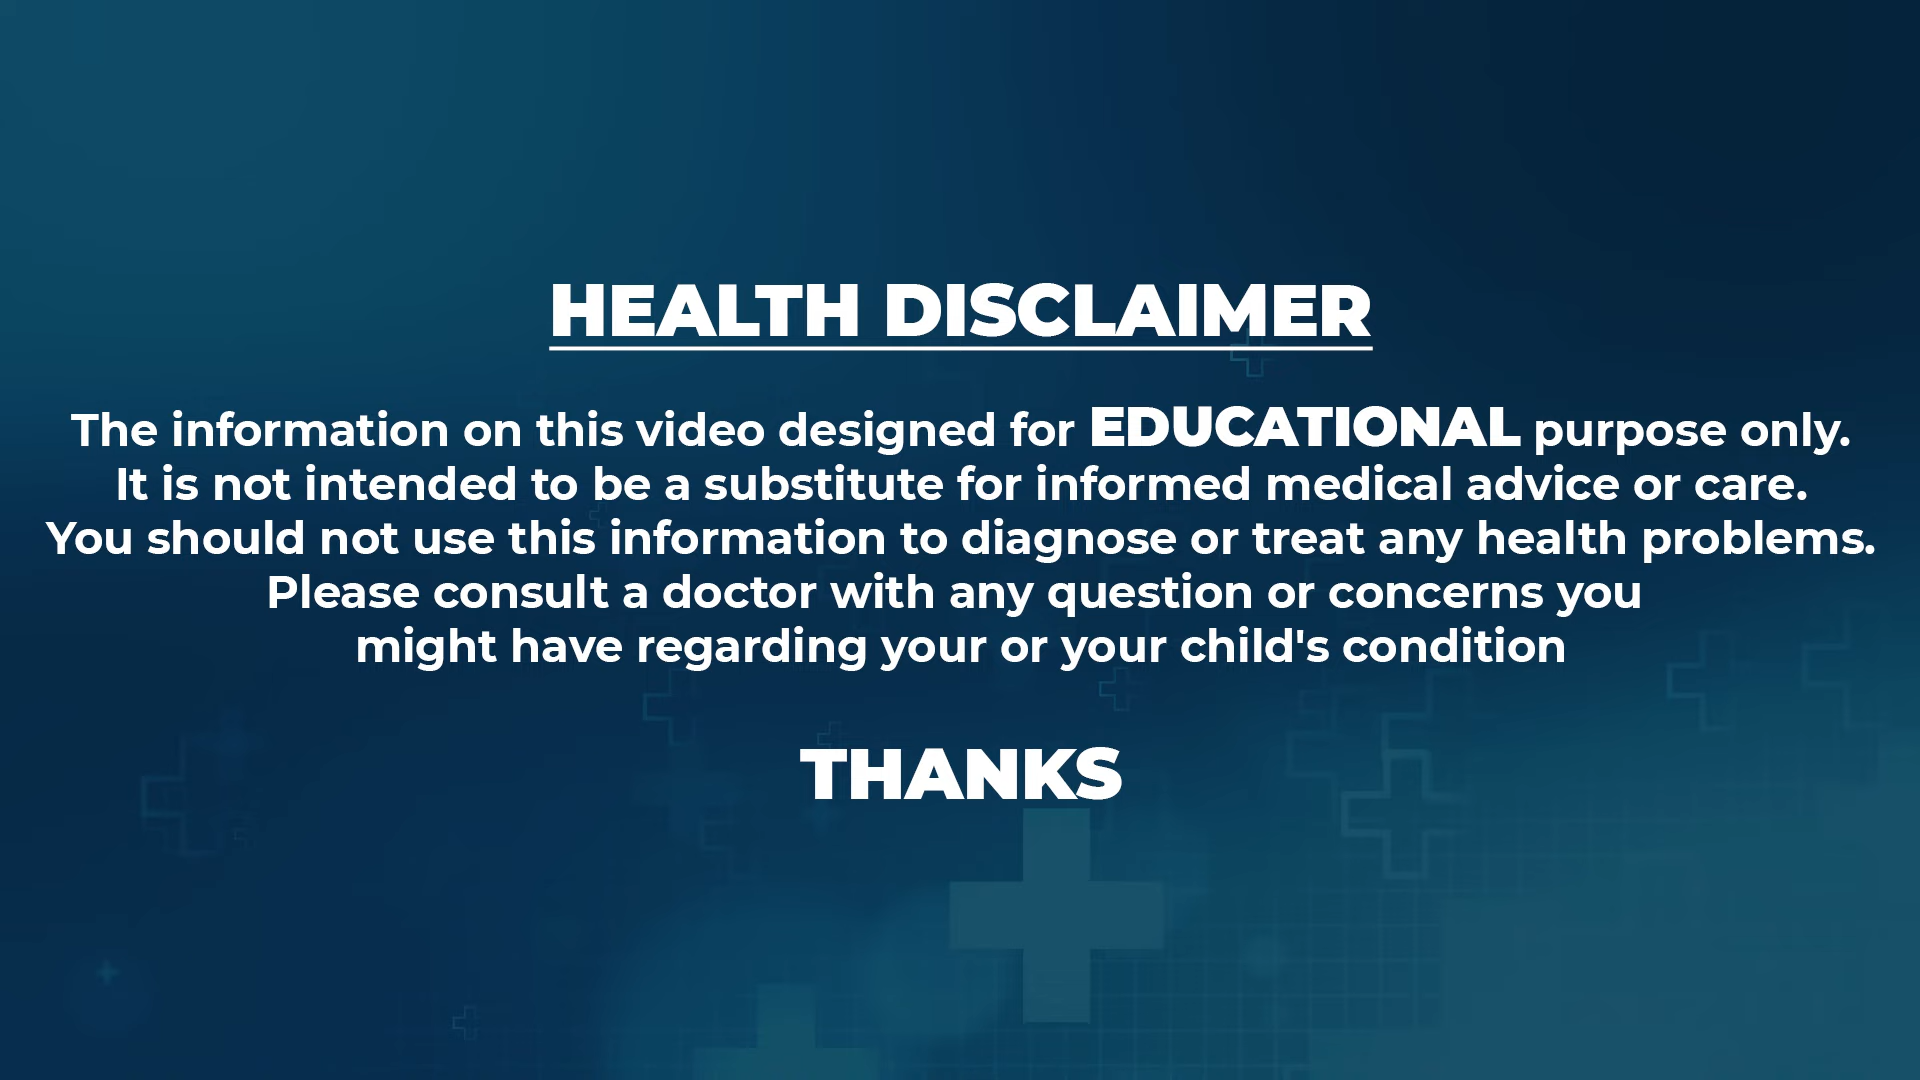 HEALTH DISCLAIMER
The information on this video designed for EDUCATIONAL purpose only.
It is not intended to be a substitute for informed medical advice or care.
You should not use this information to diagnose or treat any health problems.
Please consult a doctor with any question or concerns you
might have regarding your or your child's condition
THANKS